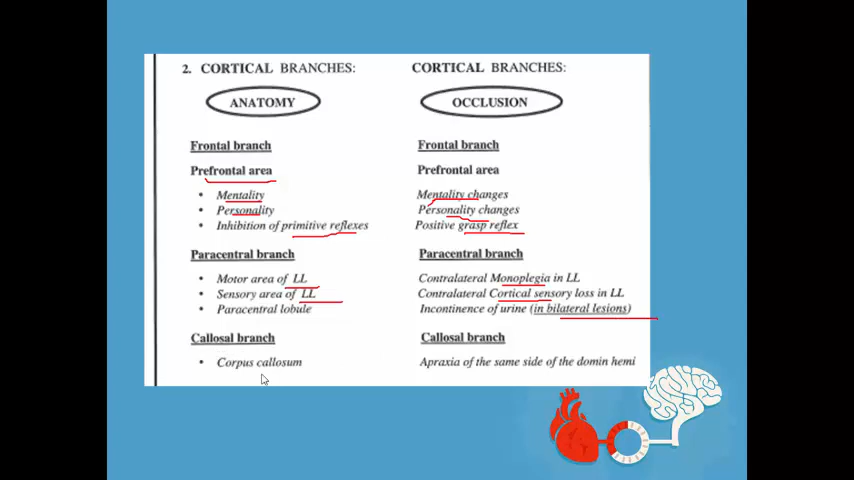 2. CORTICAL BRANCHES:
ANATOMY
Frontal branch
Prefrontal area
• Mentality
• Personality
• Inhibition of primitive reflexes
Paracentral branch
• Motor area of LL
• Sensory area of LL
• Paracentral lobule
Callosal branch
• Corpus callosum
CORTICAL BRANCHES:
OCCLUSION
Frontal branch
Prefrontal area
Mentality changes
Personality changes
Positive grasp reflex
Paracentral branch
Contralateral Monoplegia in LL
Contralateral Cortical sensory loss in LL
Incontinence of urine (in bilateral lesions)
Callosal branch
Apraxia of the same side of the domin hemi